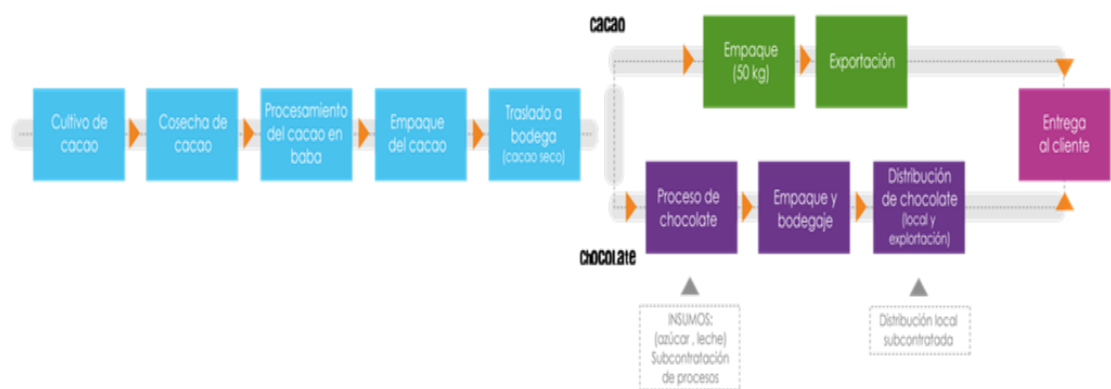 Cultivo de
cacao
Cosecha de
cacao
Procesamiento
del cacao en
baba
Empaque
del cacao
Traslado a
bodega
(cacao seco)
CACAO
Empaque
(50 kg)
Exportación
CHOCOLATE
Proceso de
chocolate
Empaque y
bodegaje
Distribución
de chocolate
(local y
explortación)
Entrega
al cliente
INSUMOS:
(azúcar , leche)
Subcontratación
de procesos
Distribución local
subcontratada